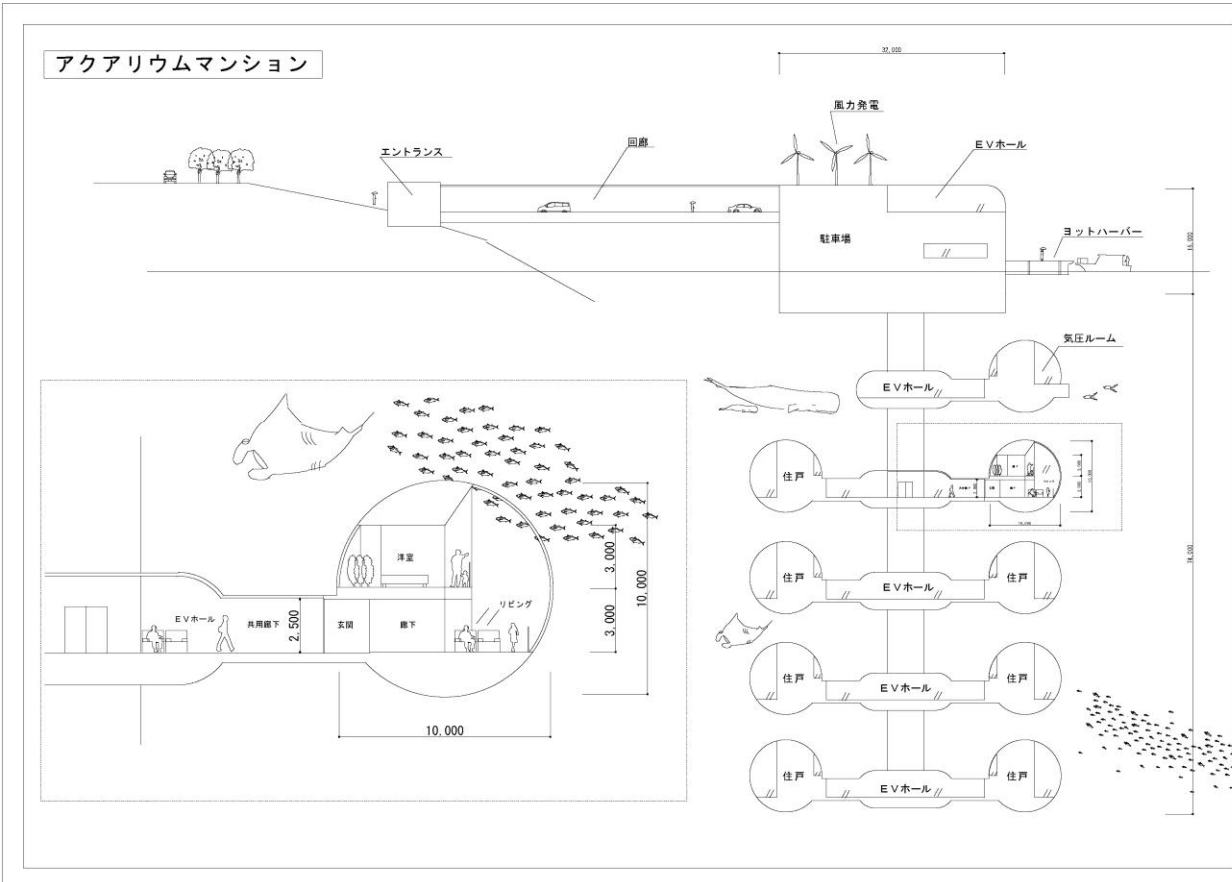 アクアリウムマンション
32,000
風力発電
エントランス
回廊
EVホール
駐車場
ヨットハーバー
気圧ルーム
EVホール
住戸
住戸
EVホール
住戸
住戸
EVホール
住戸
住戸
EVホール
住戸
洋室
リビング
EVホール
共用廊下
2,500
玄関
廊下
3,000
3,000
10,000
10,000